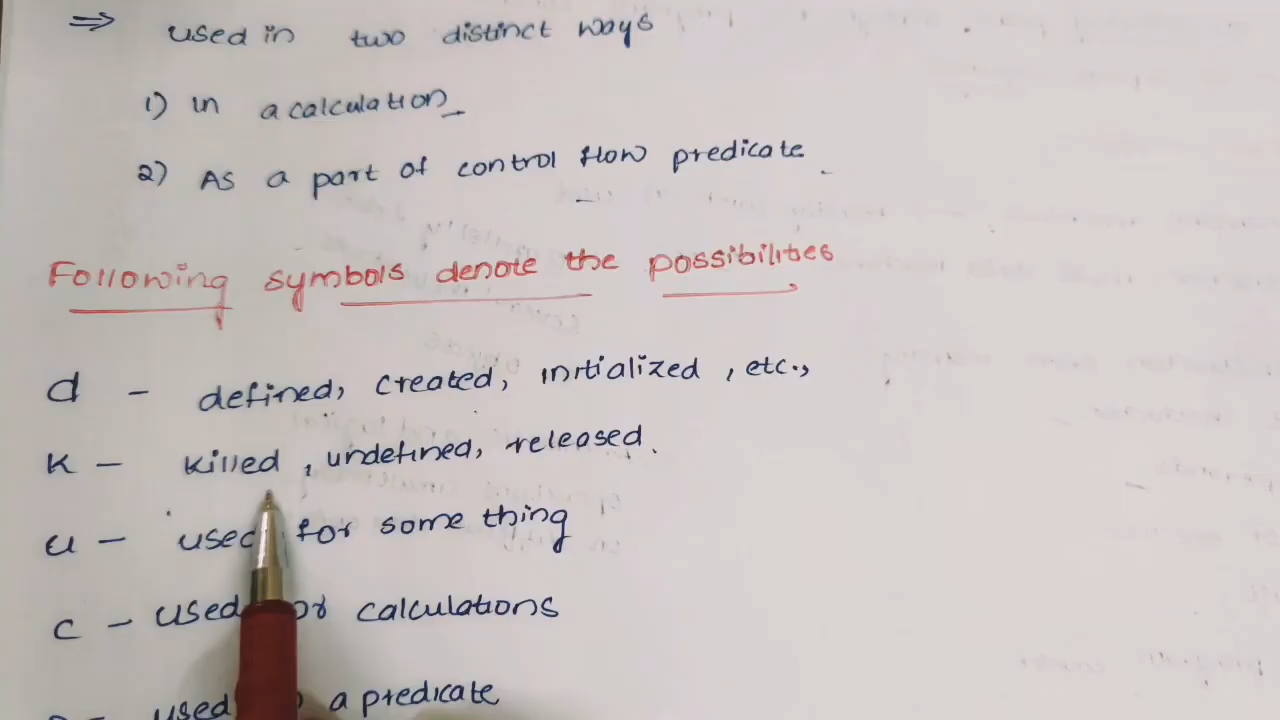 ⇒ used in two distinct ways
1) in a calculation
2) As a part of control flow predicate
Following symbols denote the possibilites
d - defined, created, initialized, etc.,
K - Killed, undefined, released.
u - used for some thing
c - used for calculations
used a predicate